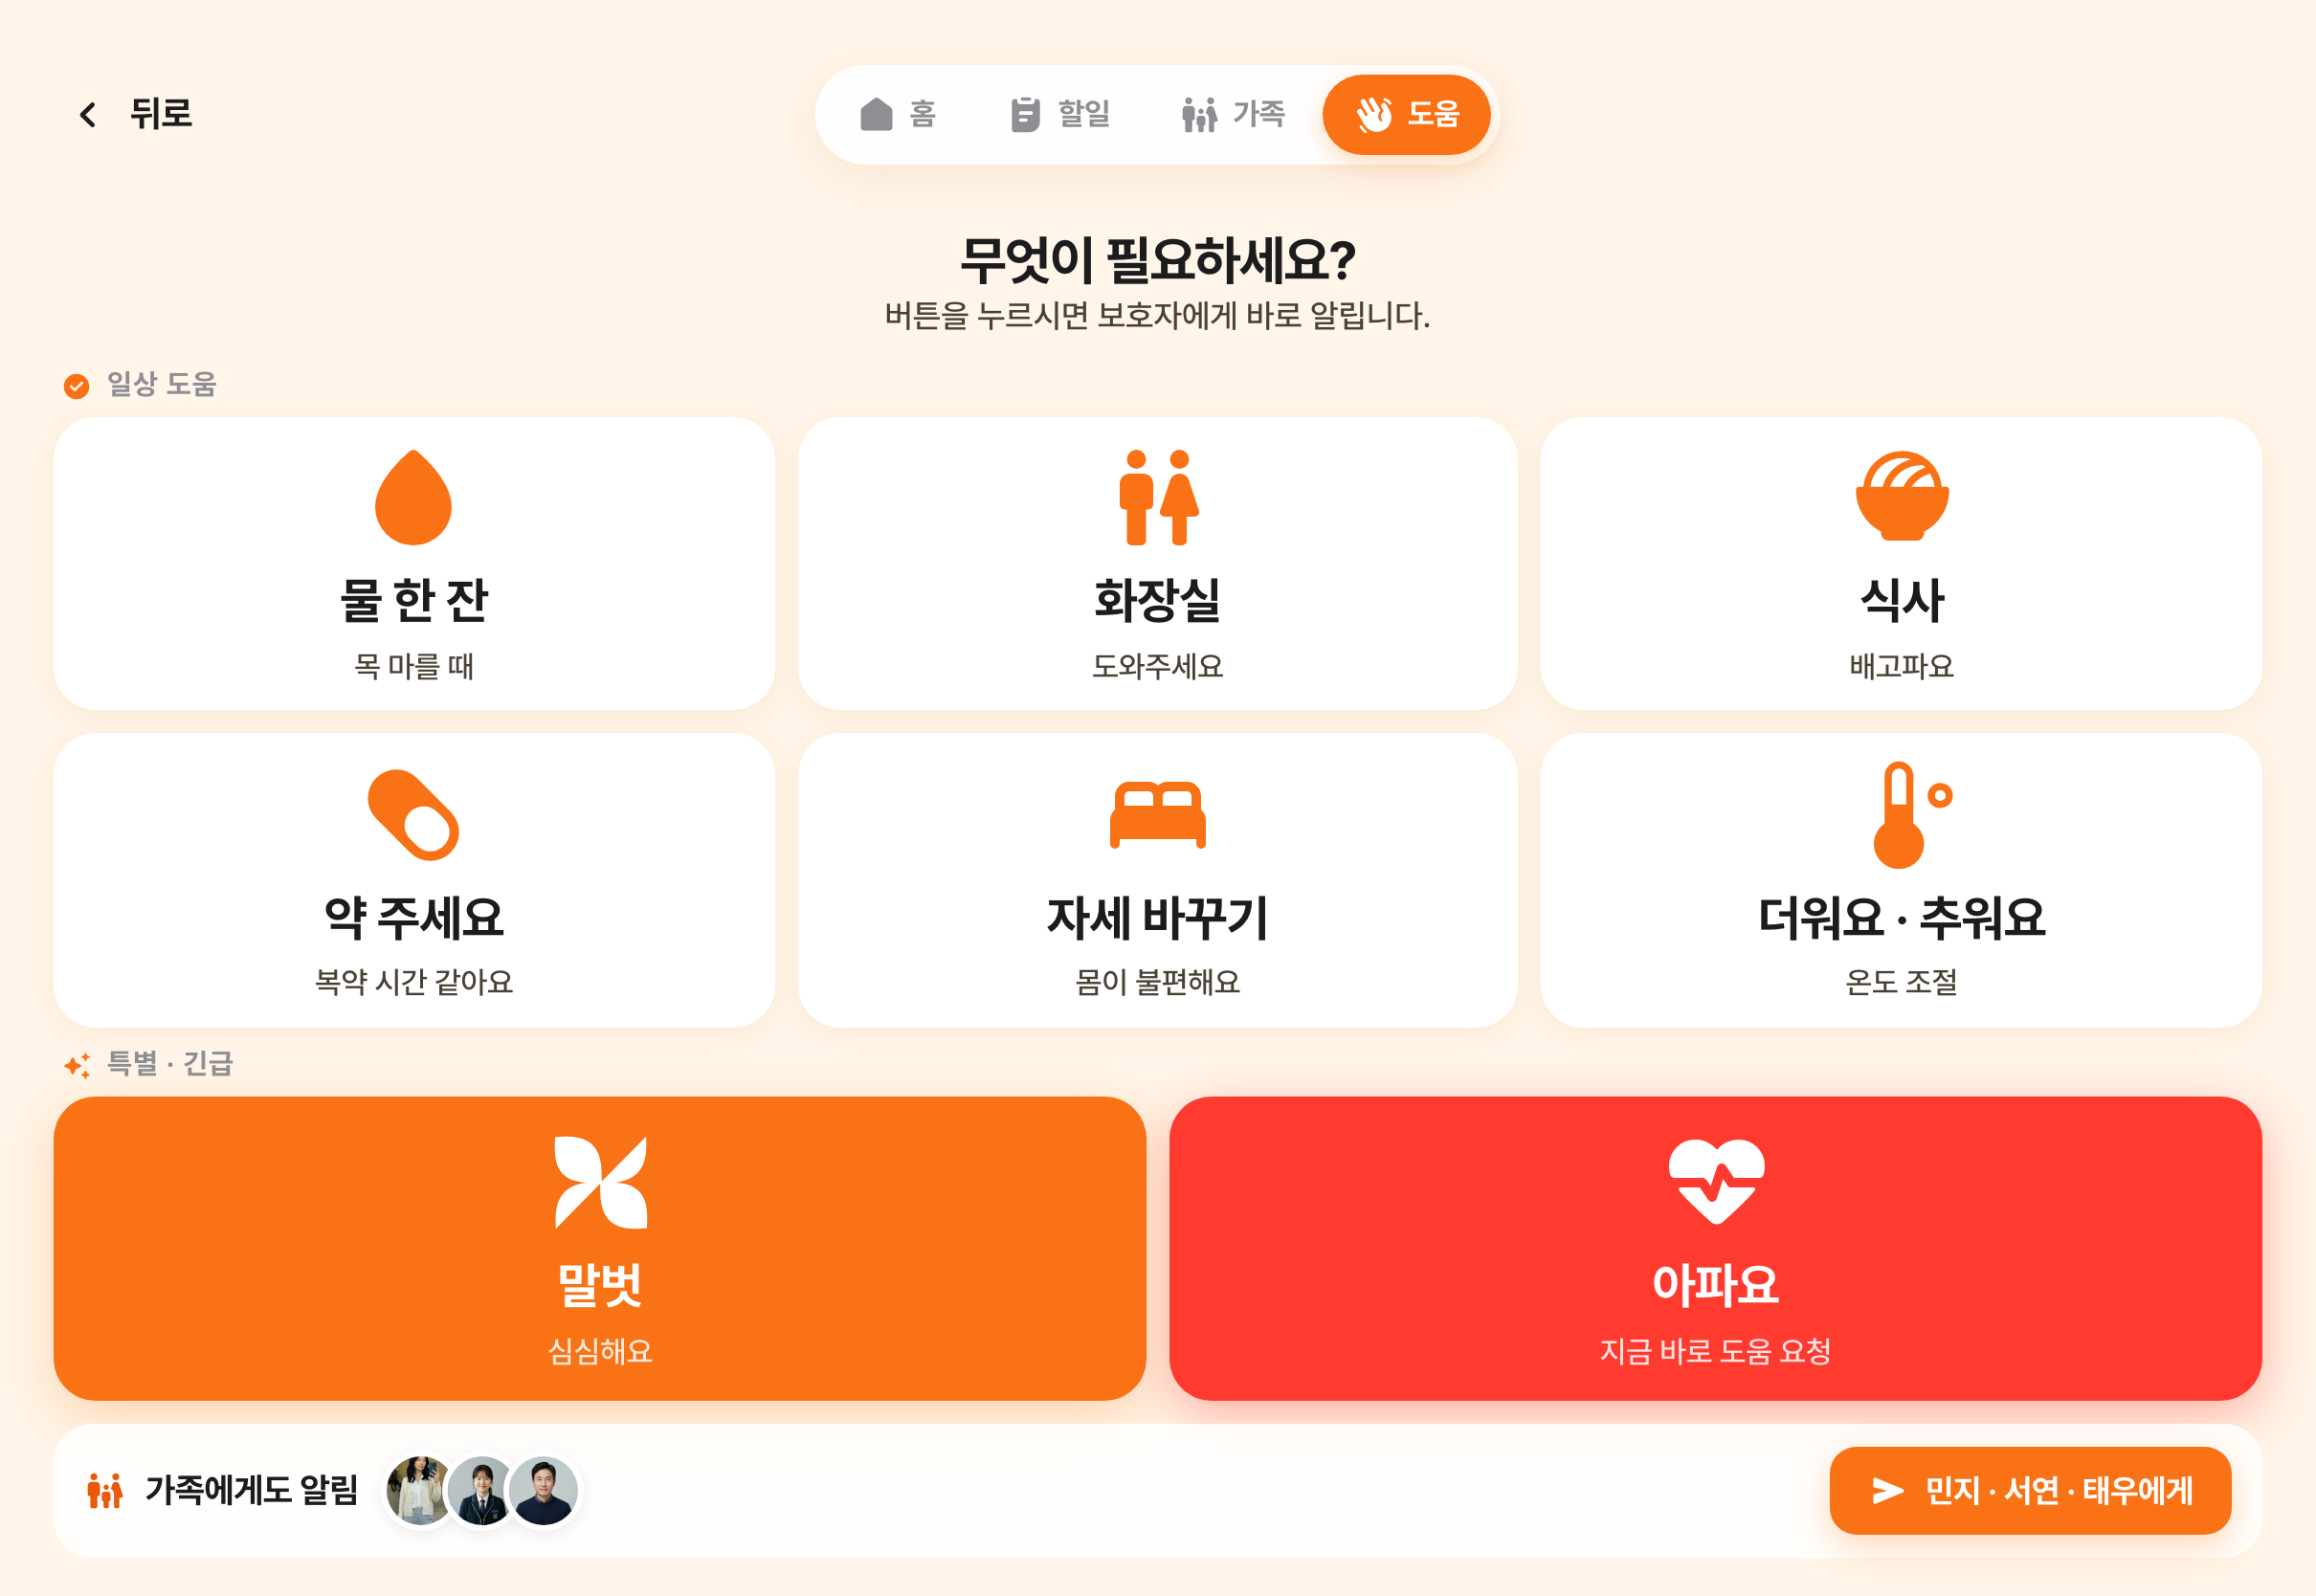 뒤로
홈
할일
가족
도움
무엇이 필요하세요?
버튼을 누르시면 보호자에게 바로 알립니다.
일상 도움
물 한 잔
목 마를 때
화장실
도와주세요
식사
배고파요
약 주세요
복약 시간 같아요
자세 바꾸기
몸이 불편해요
더워요 · 추워요
온도 조절
특별 · 긴급
말벗
심심해요
아파요
지금 바로 도움 요청
가족에게도 알림
민지 · 서연 · 태우에게